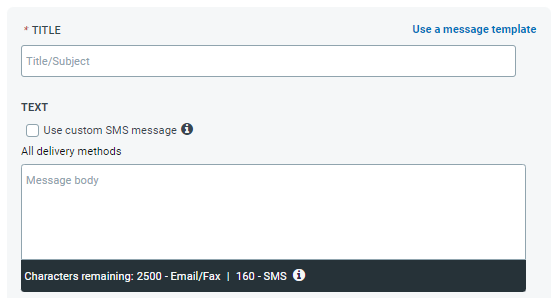 * TITLE
Use a message template
Title/Subject
TEXT
Use custom SMS message
All delivery methods
Message body
Characters remaining: 2500 - Email/Fax | 160 - SMS